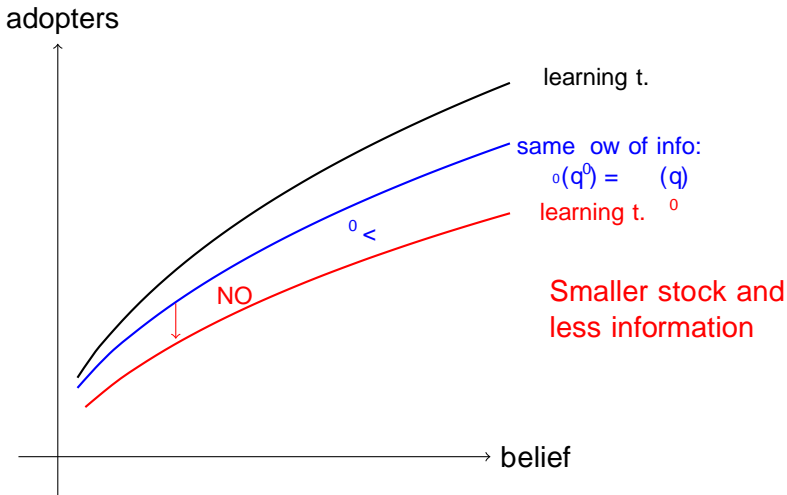 adopters
learning t.
same ow of info:
0(q0) = (q)
learning t. 0
0 <
NO
Smaller stock and
less information
belief